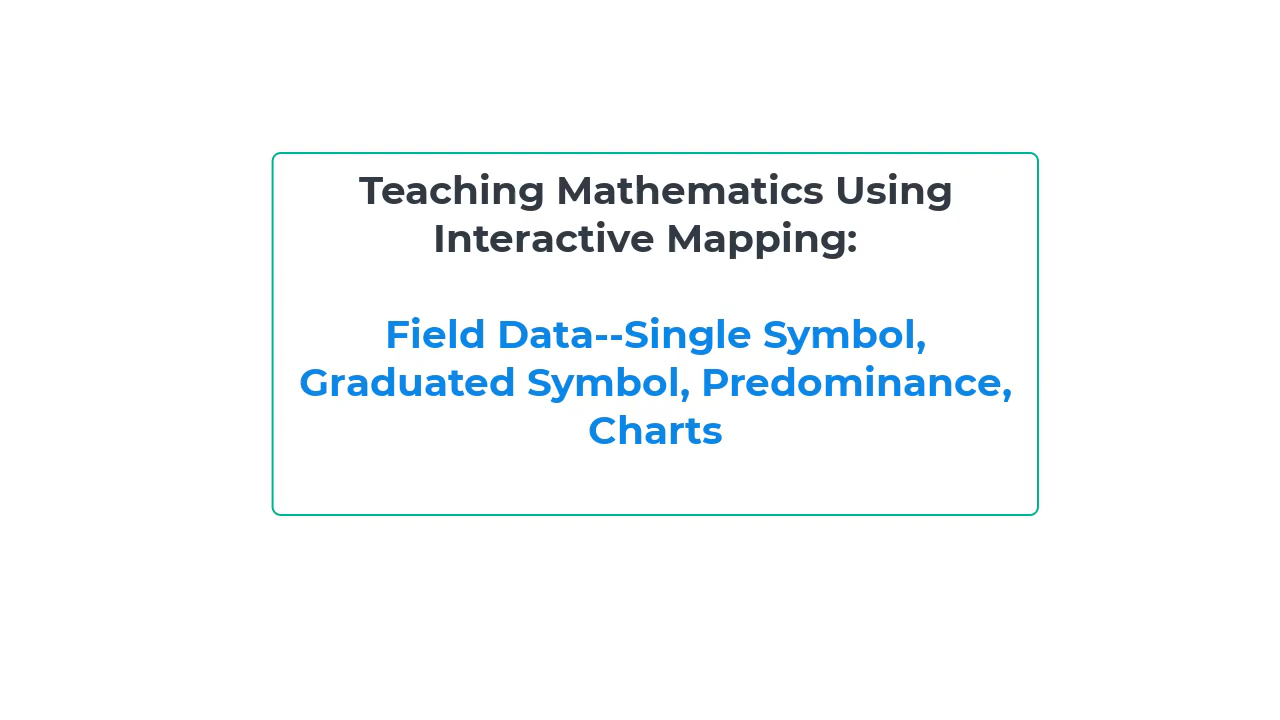 Teaching Mathematics Using
Interactive Mapping:
Field Data--Single Symbol,
Graduated Symbol, Predominance,
Charts